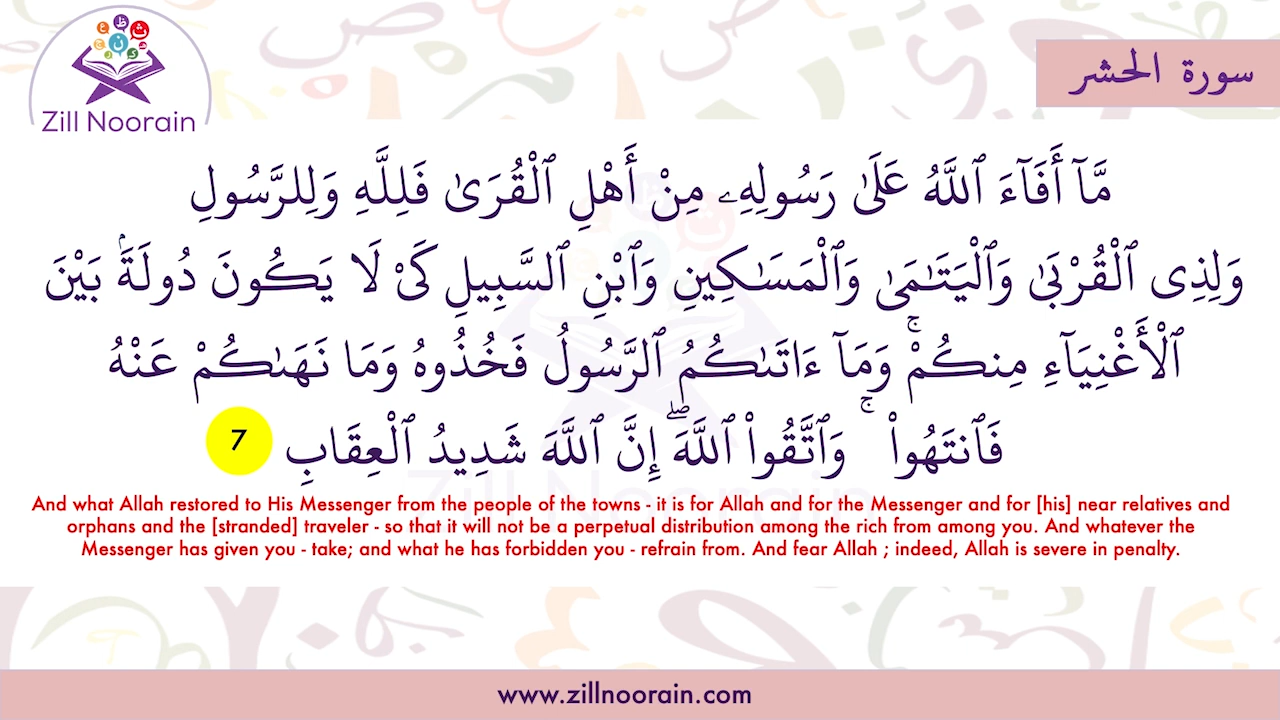 Zill Noorain
سورة الحشر
مَّآ أَفَآءَ ٱللَّهُ عَلَىٰ رَسُولِهِۦ مِنْ أَهْلِ ٱلْقُرَىٰ فَلِلَّهِ وَلِلرَّسُولِ
وَلِذِى ٱلْقُرْبَىٰ وَٱلْيَتَـٰمَىٰ وَٱلْمَسَـٰكِينِ وَٱبْنِ ٱلسَّبِيلِ كَىْ لَا يَكُونَ دُولَةًۢ بَيْنَ
ٱلْأَغْنِيَآءِ مِنكُمْ ۚ وَمَآ ءَاتَىٰكُمُ ٱلرَّسُولُ فَخُذُوهُ وَمَا نَهَىٰكُمْ عَنْهُ
فَٱنتَهُوا۟ ۚ وَٱتَّقُوا۟ ٱللَّهَ ۖ إِنَّ ٱللَّهَ شَدِيدُ ٱلْعِقَابِ 7
And what Allah restored to His Messenger from the people of the towns - it is for Allah and for the Messenger and for [his] near relatives and
orphans and the [stranded] traveler - so that it will not be a perpetual distribution among the rich from among you. And whatever the
Messenger has given you - take; and what he has forbidden you - refrain from. And fear Allah ; indeed, Allah is severe in penalty.
Zill Noorain
www.zillnoorain.com